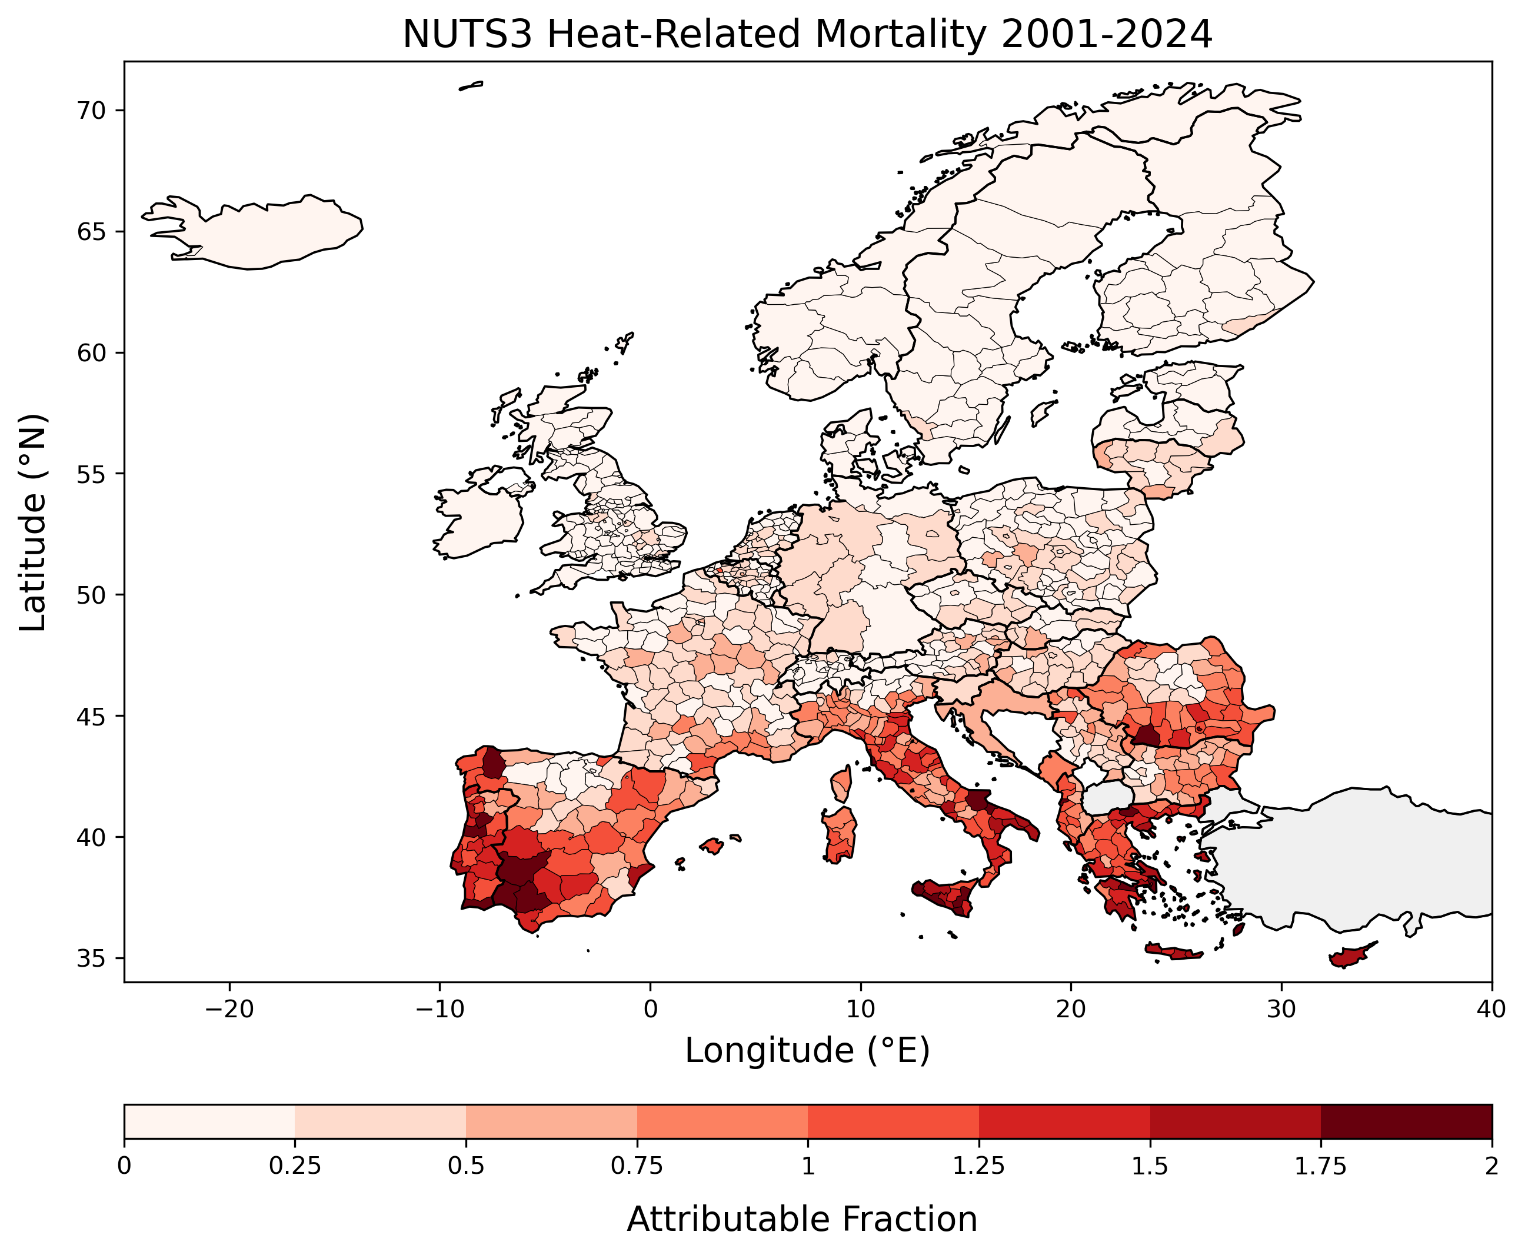 NUTS3 Heat-Related Mortality 2001-2024
70
65
60
55
50
45
40
35
Latitude (°N)
−20 −10 0 10 20 30 40
Longitude (°E)
0 0.25 0.5 0.75 1 1.25 1.5 1.75 2
Attributable Fraction